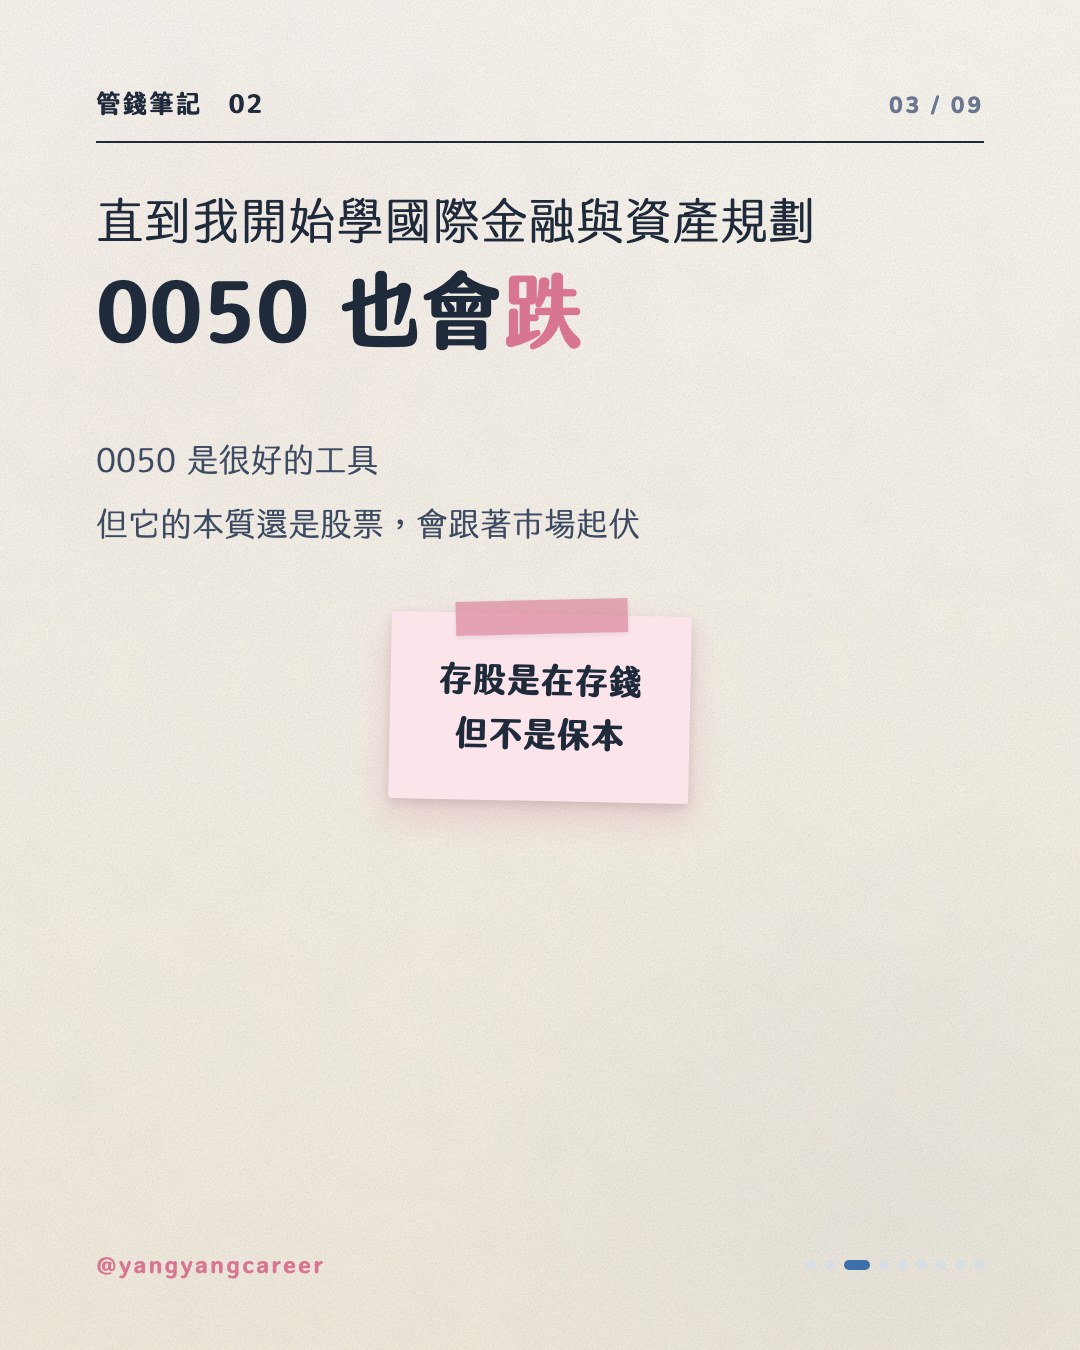 管錢筆記 02
03 / 09
直到我開始學國際金融與資產規劃
0050 也會跌
0050 是很好的工具
但它的本質還是股票，會跟著市場起伏
存股是在存錢
但不是保本
@yangyangcareer